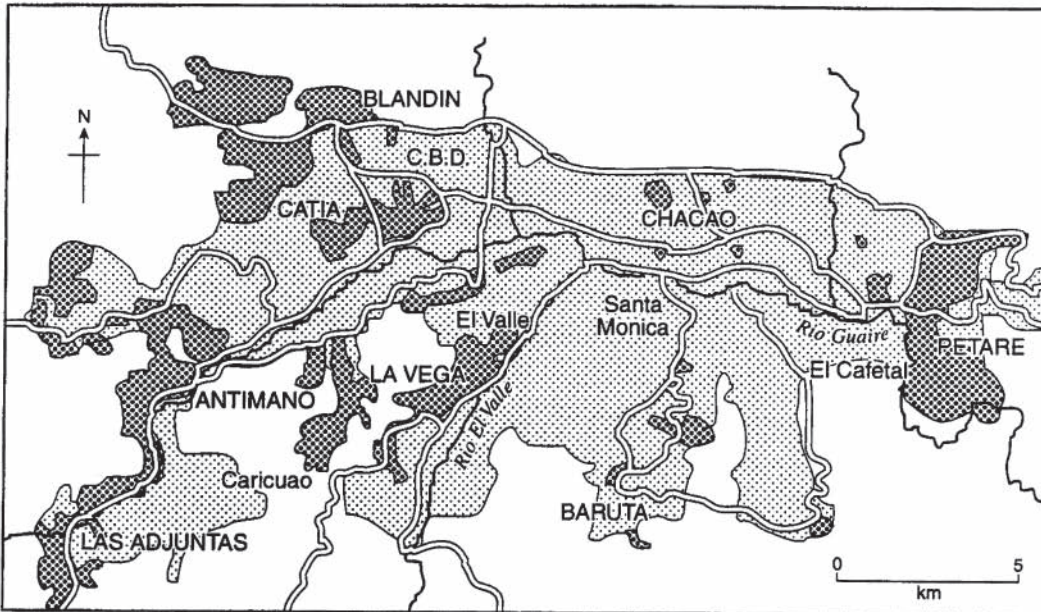 N
BLANDIN
C.B.D.
CATIA
CHACAO
Santa
Monica
El Valle
Rio Guaire
PETARE
LA VEGA
El Cafetal
ANTIMANO
Rio El Valle
Caricuao
BARUTA
LAS ADJUNTAS
0 5
km